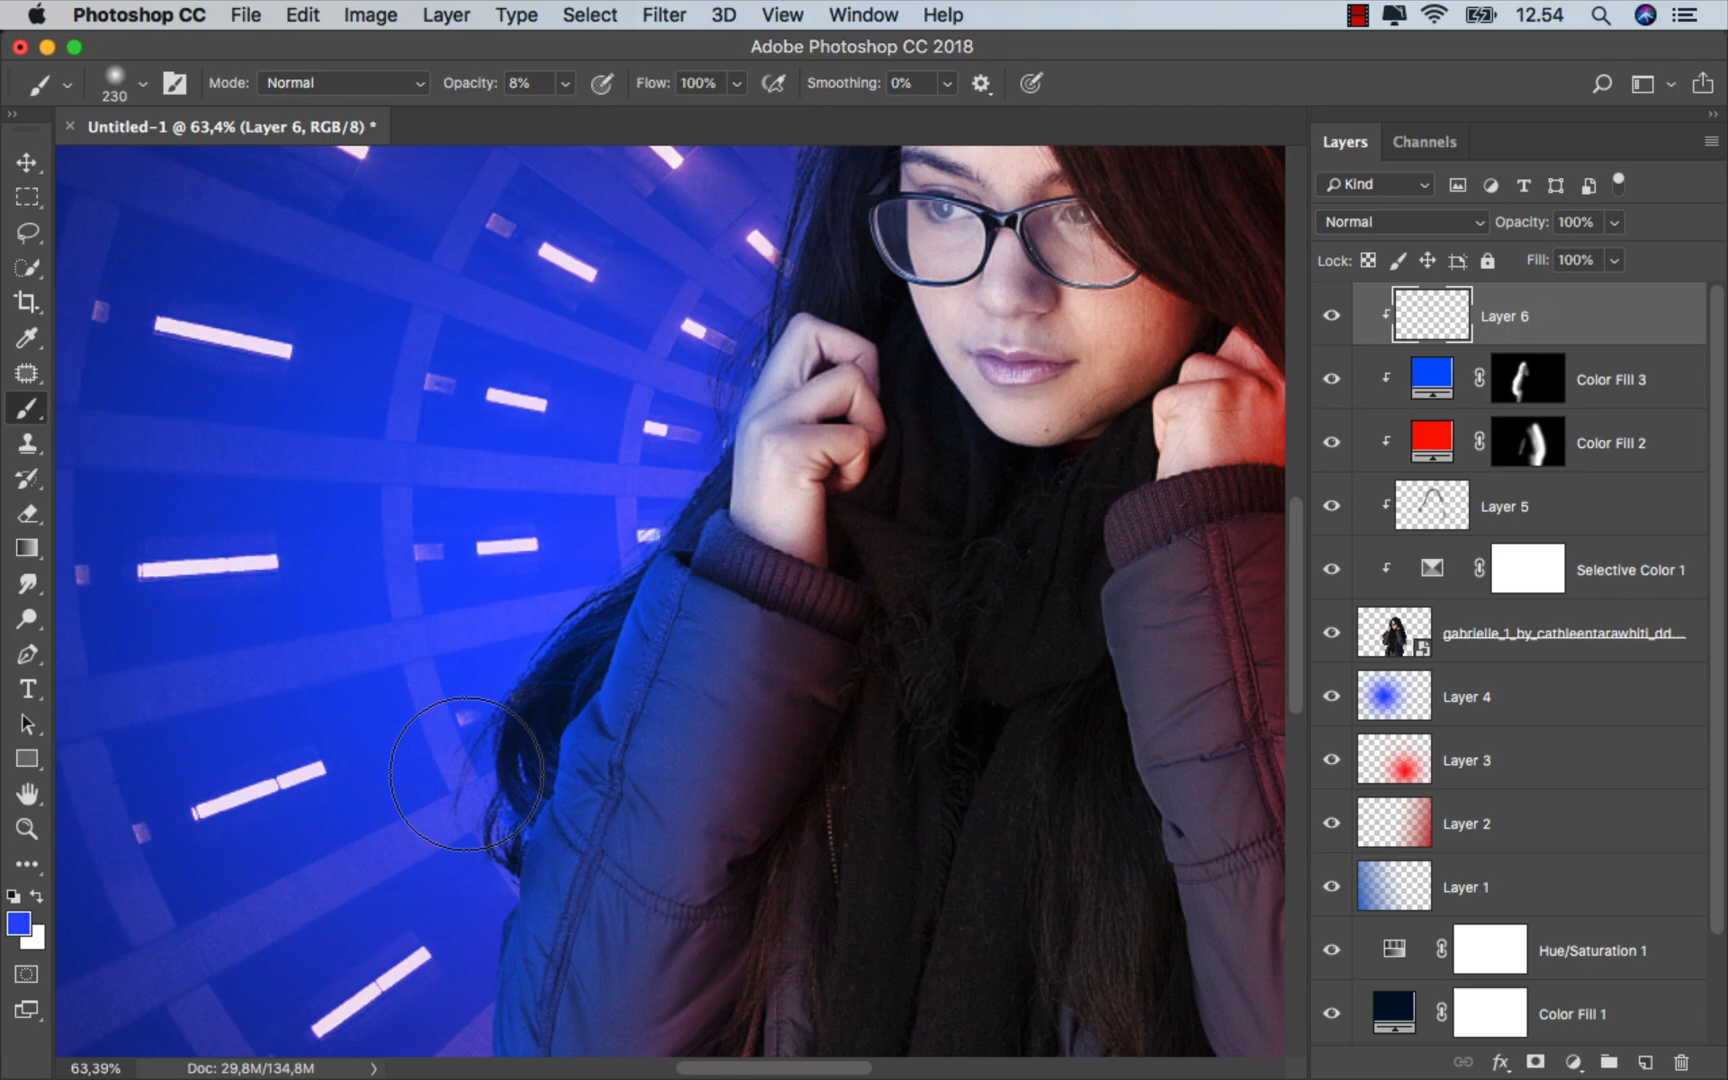 Photoshop CC File Edit Image Layer Type Select Filter 3D View Window Help 12.54
Adobe Photoshop CC 2018
230 Mode: Normal Opacity: 8% Flow: 100% Smoothing: 0%
Untitled-1 @ 63,4% (Layer 6, RGB/8) *
Layers Channels
Kind
Normal Opacity: 100%
Lock: Fill: 100%
Layer 6
Color Fill 3
Color Fill 2
Layer 5
Selective Color 1
gabrielle_1_by_cathleentarawhiti_dd...
Layer 4
Layer 3
Layer 2
Layer 1
Hue/Saturation 1
Color Fill 1
63,39% Doc: 29,8M/134,8M